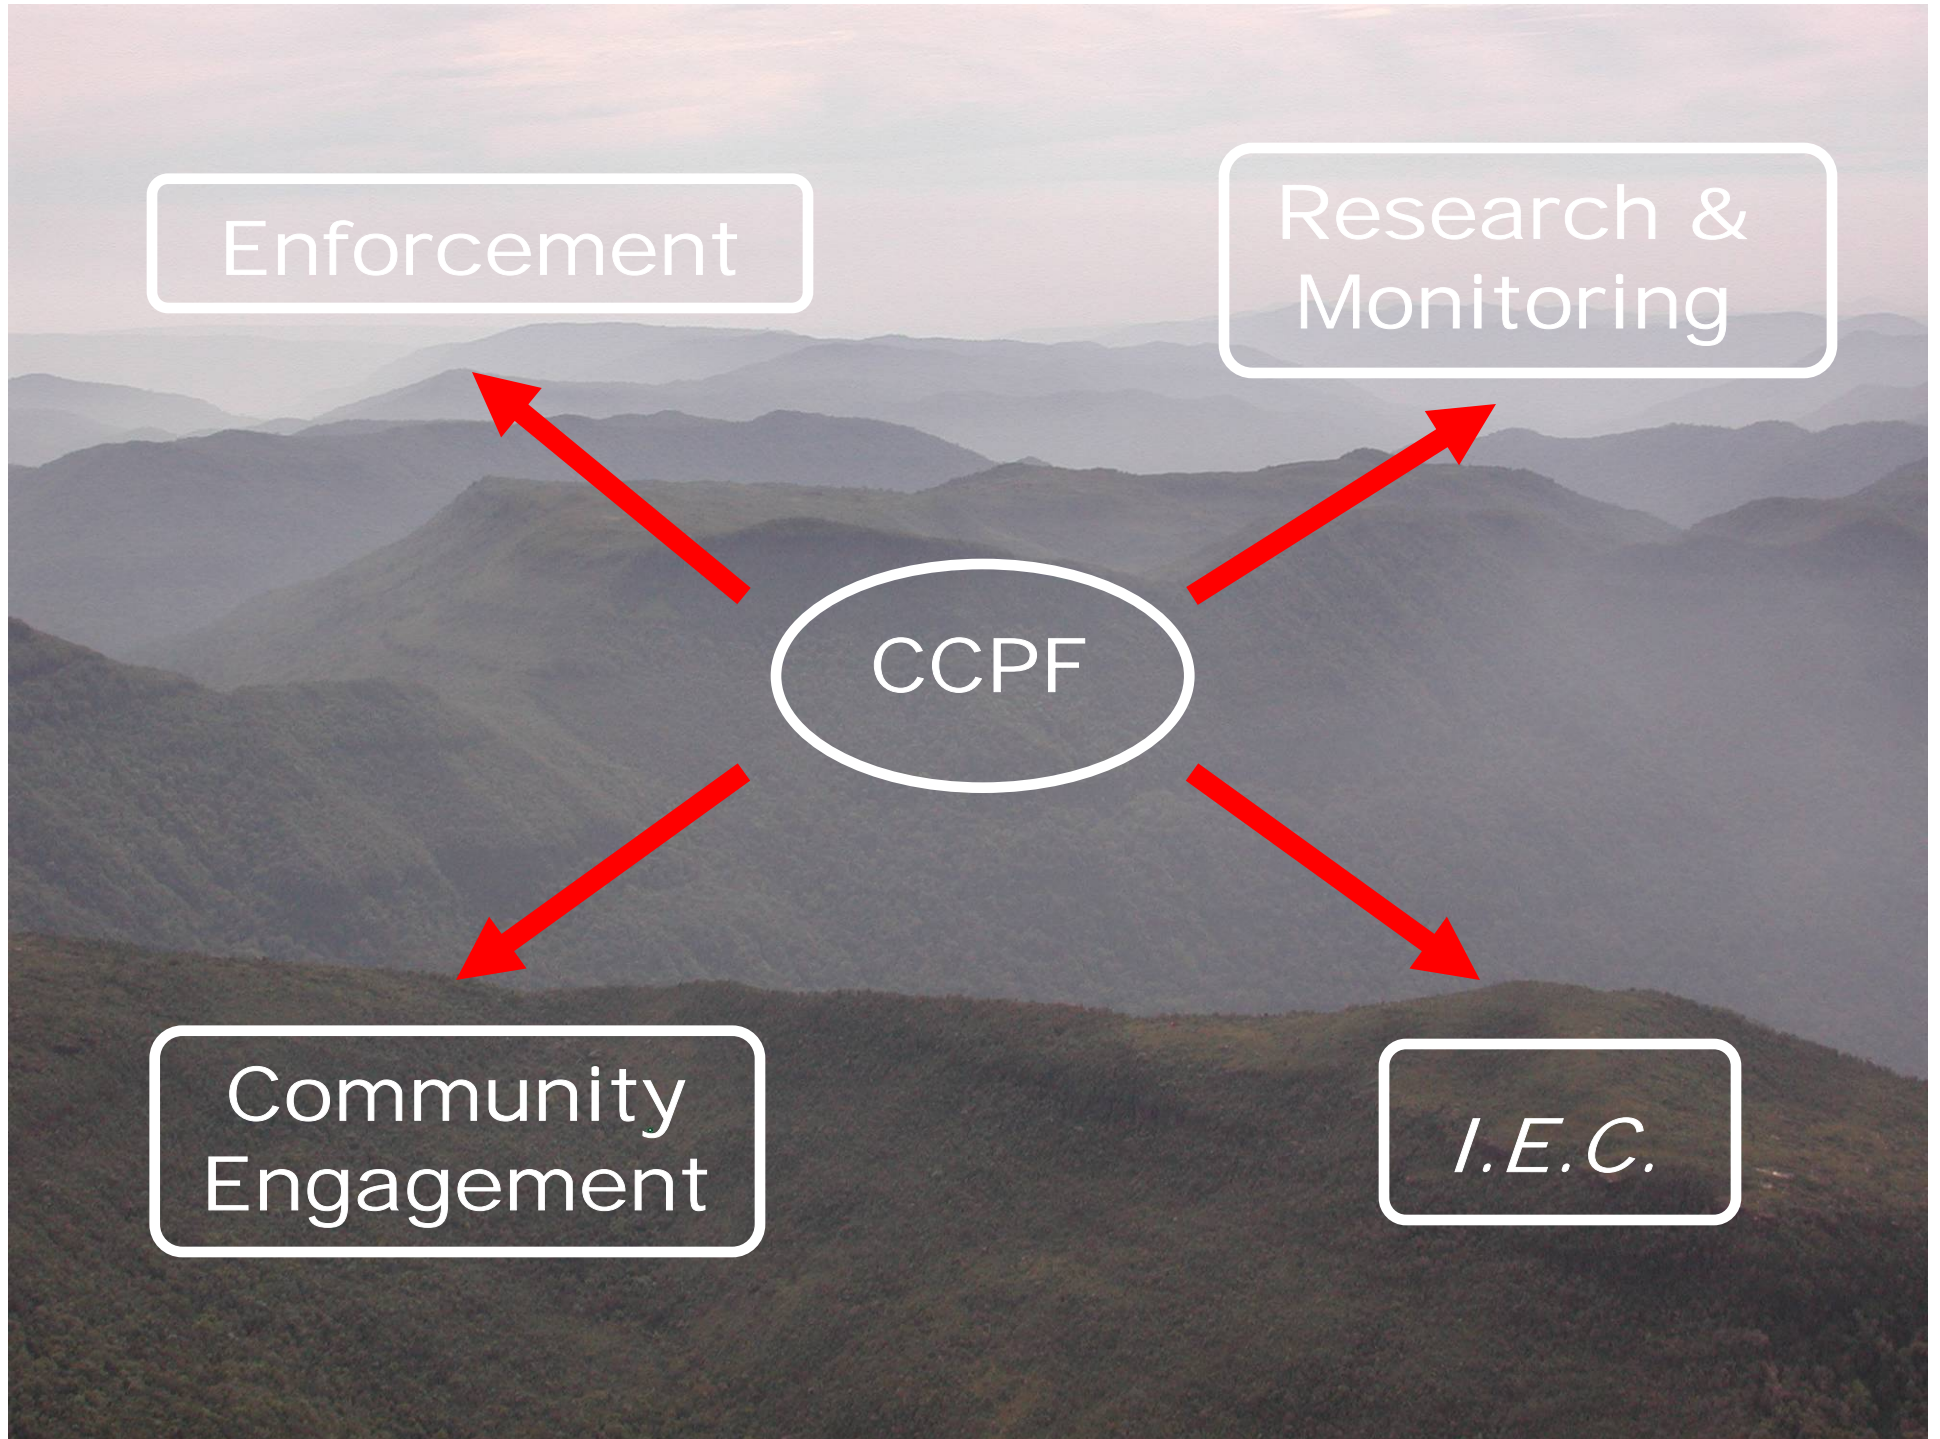 Enforcement
Research &
Monitoring
CCPF
Community
Engagement
I.E.C.